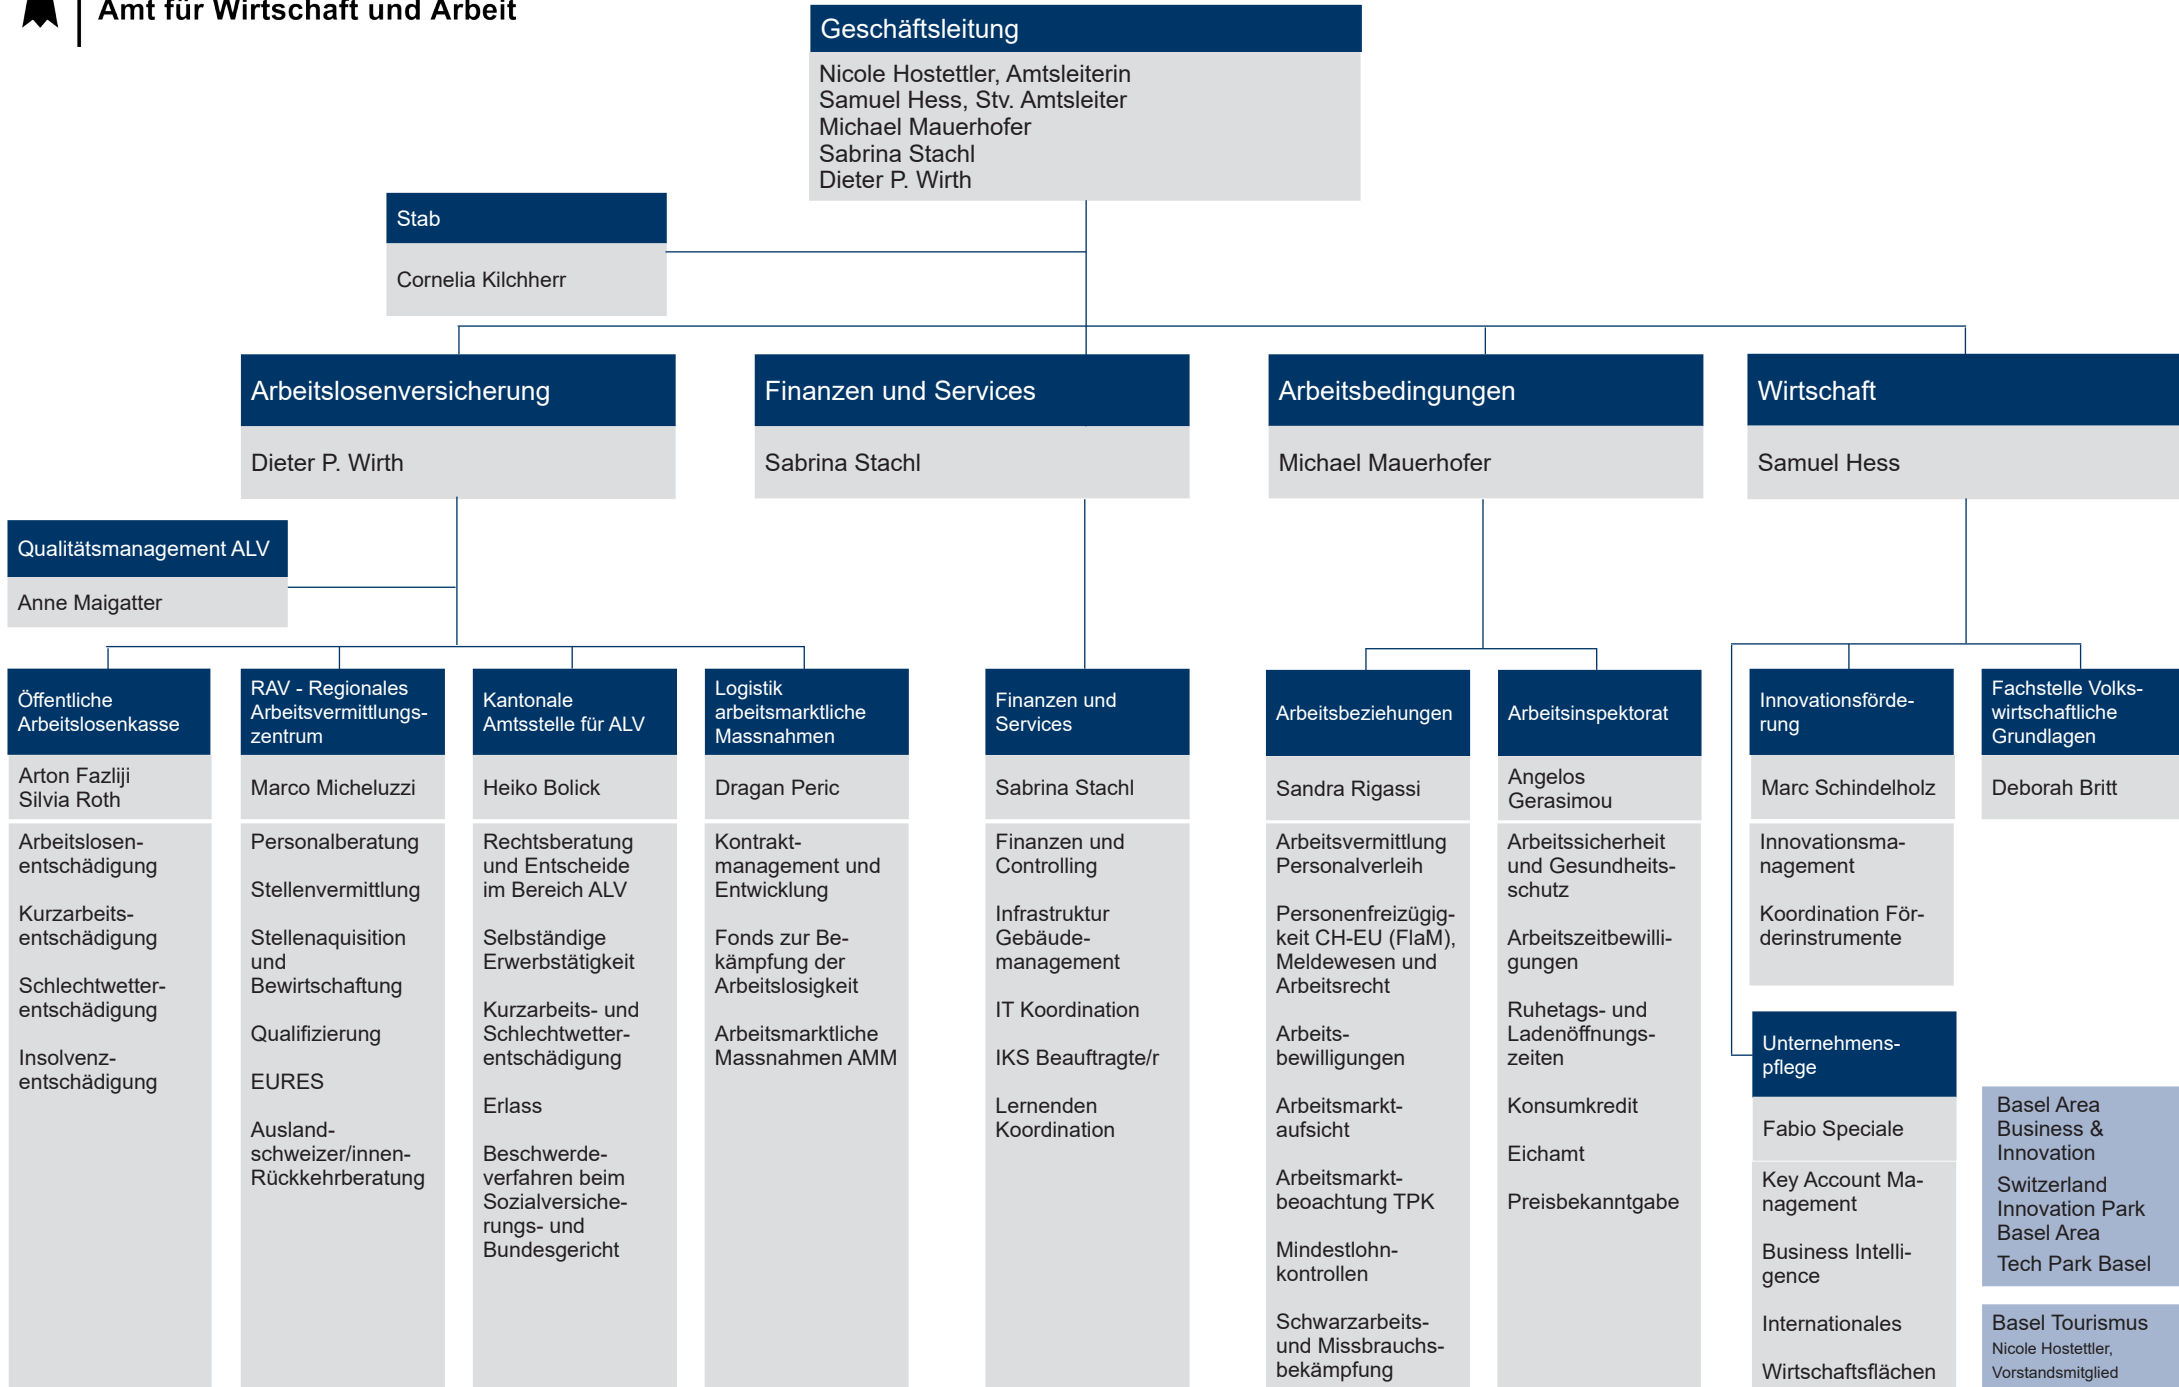 Amt für Wirtschaft und Arbeit
Geschäftsleitung
Nicole Hostettler, Amtsleiterin
Samuel Hess, Stv. Amtsleiter
Michael Mauerhofer
Sabrina Stachl
Dieter P. Wirth
Stab
Cornelia Kilchherr
Arbeitslosenversicherung
Dieter P. Wirth
Finanzen und Services
Sabrina Stachl
Arbeitsbedingungen
Michael Mauerhofer
Wirtschaft
Samuel Hess
Qualitätsmanagement ALV
Anne Maigatter
Öffentliche
Arbeitslosenkasse
Arton Fazliji
Silvia Roth
Arbeitslosen-
entschädigung
Kurzarbeits-
entschädigung
Schlechtwetter-
entschädigung
Insolvenz-
entschädigung
RAV - Regionales
Arbeitsvermittlungs-
zentrum
Marco Micheluzzi
Personalberatung
Stellenvermittlung
Stellenaquisition
und
Bewirtschaftung
Qualifizierung
EURES
Ausland-
schweizer/innen-
Rückkehrberatung
Kantonale
Amtsstelle für ALV
Heiko Bolick
Rechtsberatung
und Entscheide
im Bereich ALV
Selbständige
Erwerbstätigkeit
Kurzarbeits- und
Schlechtwetter-
entschädigung
Erlass
Beschwerde-
verfahren beim
Sozialversiche-
rungs- und
Bundesgericht
Logistik
arbeitsmarktliche
Massnahmen
Dragan Peric
Kontrakt-
management und
Entwicklung
Fonds zur Be-
kämpfung der
Arbeitslosigkeit
Arbeitsmarktliche
Massnahmen AMM
Finanzen und
Services
Sabrina Stachl
Finanzen und
Controlling
Infrastruktur
Gebäude-
management
IT Koordination
IKS Beauftragte/r
Lernenden
Koordination
Arbeitsbeziehungen
Sandra Rigassi
Arbeitsvermittlung
Personalverleih
Personenfreizügig-
keit CH-EU (FlaM),
Meldewesen und
Arbeitsrecht
Arbeits-
bewilligungen
Arbeitsmarkt-
aufsicht
Arbeitsmarkt-
beoachtung TPK
Mindestlohn-
kontrollen
Schwarzarbeits-
und Missbrauchs-
bekämpfung
Arbeitsinspektorat
Angelos
Gerasimou
Arbeitssicherheit
und Gesundheits-
schutz
Arbeitszeitbewilli-
gungen
Ruhetags- und
Ladenöffnungs-
zeiten
Konsumkredit
Eichamt
Preisbekanntgabe
Innovationsförde-
rung
Marc Schindelholz
Innovationsma-
nagement
Koordination För-
derinstrumente
Unternehmens-
pflege
Fabio Speciale
Key Account Ma-
nagement
Business Intelli-
gence
Internationales
Wirtschaftsflächen
Fachstelle Volks-
wirtschaftliche
Grundlagen
Deborah Britt
Basel Area
Business &
Innovation
Switzerland
Innovation Park
Basel Area
Tech Park Basel
Basel Tourismus
Nicole Hostettler,
Vorstandsmitglied